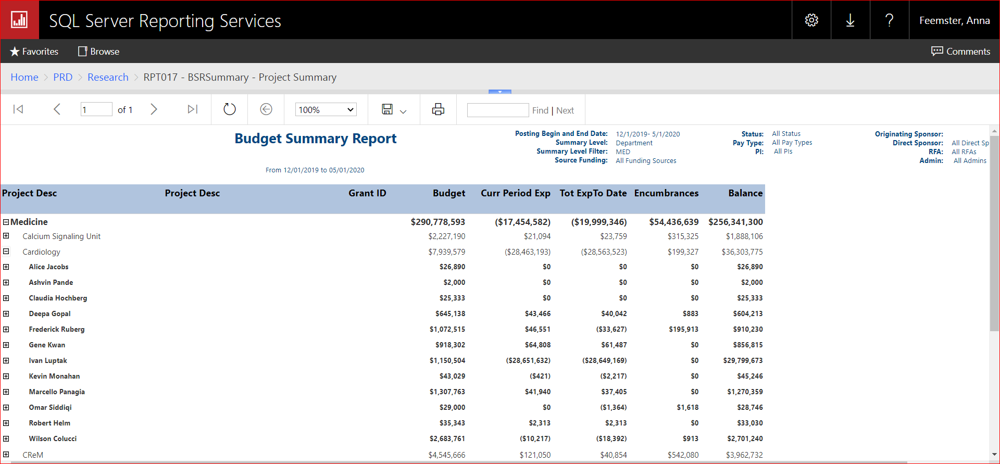 SQL Server Reporting Services
? Feemster, Anna
Favorites Browse Comments
Home > PRD > Research > RPT017 - BSRSummary - Project Summary
1 of 1 100% Find | Next
Budget Summary Report
From 12/01/2019 to 05/01/2020
Posting Begin and End Date: 12/1/2019- 5/1/2020
Summary Level: Department
Summary Level Filter: MED
Source Funding: All Funding Sources
Status: All Status
Pay Type: All Pay Types
PI: All PIs
Originating Sponsor:
Direct Sponsor: All Direct Sp
RFA: All RFAs
Admin: All Admins
Project Desc Project Desc Grant ID Budget Curr Period Exp Tot ExpTo Date Encumbrances Balance
Medicine $290,778,593 ($17,454,582) ($19,999,346) $54,436,639 $256,341,300
Calcium Signaling Unit $2,227,190 $21,094 $23,759 $315,325 $1,888,106
Cardiology $7,939,579 ($28,463,193) ($28,563,523) $199,327 $36,303,775
Alice Jacobs $26,890 $0 $0 $0 $26,890
Ashvin Pande $2,000 $0 $0 $0 $2,000
Claudia Hochberg $25,333 $0 $0 $0 $25,333
Deepa Gopal $645,138 $43,466 $40,042 $883 $604,213
Frederick Ruberg $1,072,515 $46,551 ($33,627) $195,913 $910,230
Gene Kwan $918,302 $64,808 $61,487 $0 $856,815
Ivan Luptak $1,150,504 ($28,651,632) ($28,649,169) $0 $29,799,673
Kevin Monahan $43,029 ($421) ($2,217) $0 $45,246
Marcello Panagia $1,307,763 $41,940 $37,405 $0 $1,270,359
Omar Siddiqi $29,000 $0 ($1,364) $1,618 $28,746
Robert Helm $35,343 $2,313 $2,313 $0 $33,030
Wilson Colucci $2,683,761 ($10,217) ($18,392) $913 $2,701,240
CReM $4,545,666 $121,050 $40,854 $542,080 $3,962,732